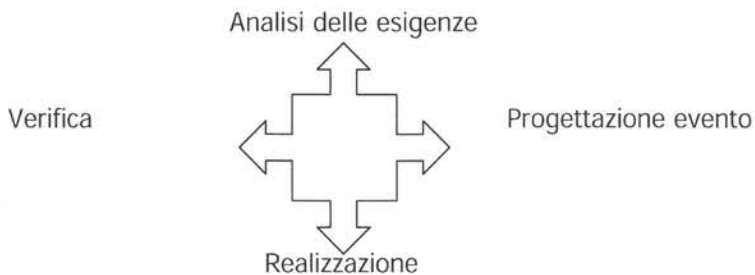 Analisi delle esigenze
Verifica
Progettazione evento
Realizzazione